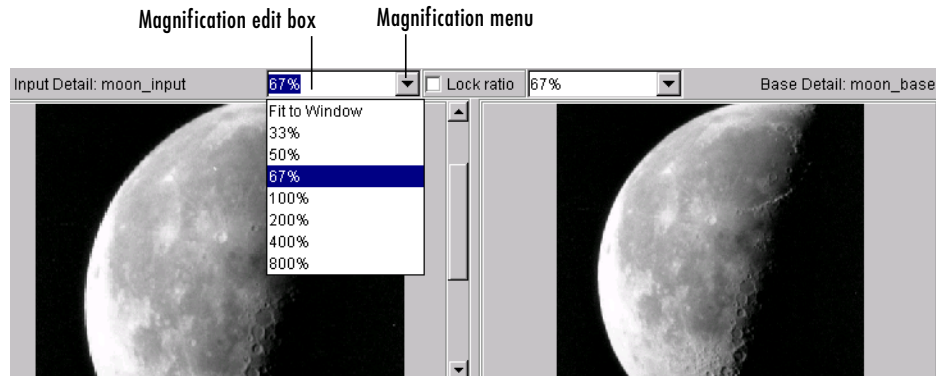 Magnification edit box Magnification menu
Input Detail: moon_input 67% Lock ratio 67% Base Detail: moon_base
Fit to Window
33%
50%
67%
100%
200%
400%
800%